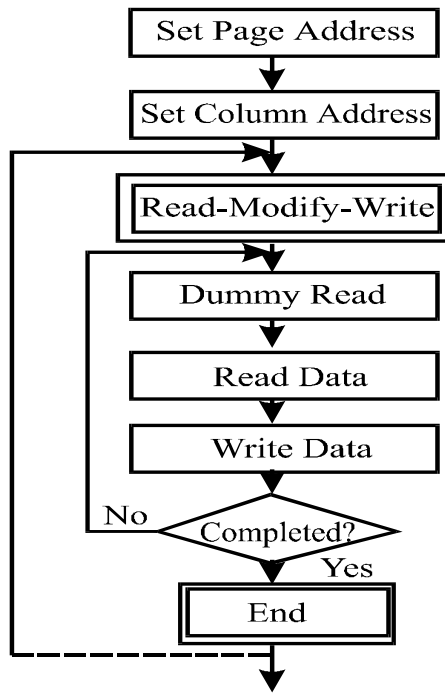 Set Page Address
Set Column Address
Read-Modify-Write
Dummy Read
Read Data
Write Data
No
Completed?
Yes
End